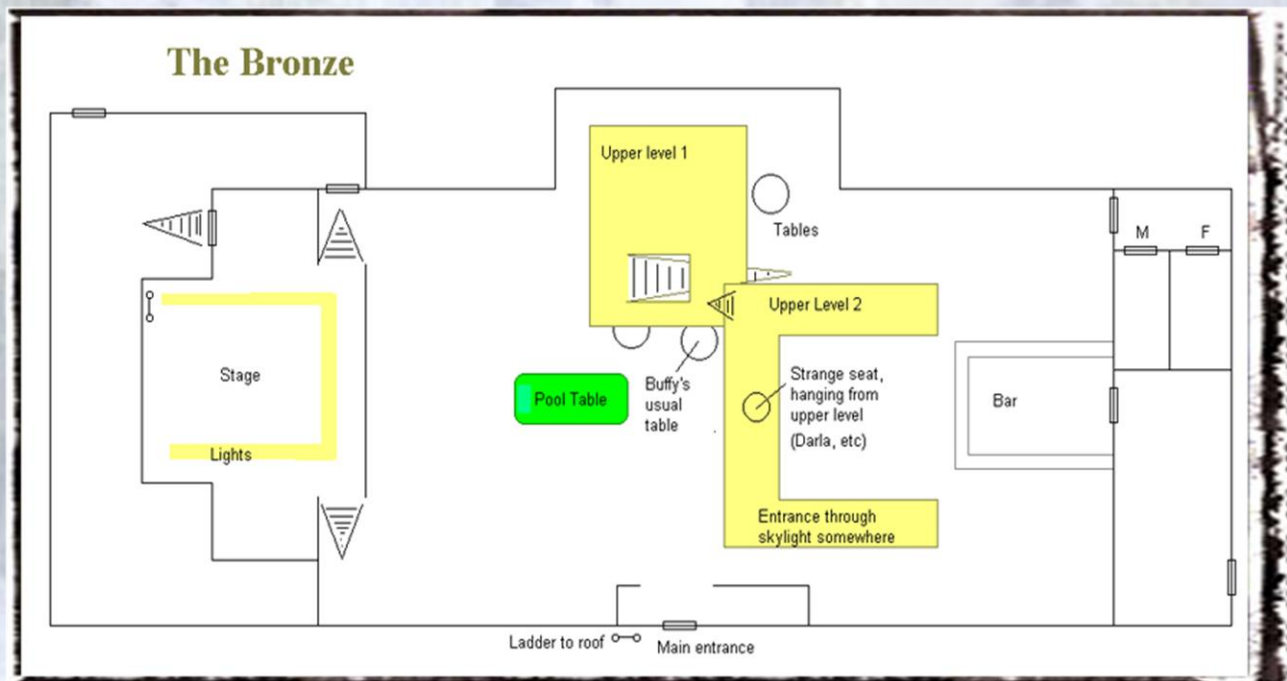 The Bronze
Upper level 1
Tables
M
F
Upper Level 2
Stage
Pool Table
Buffy's
usual
table
Strange seat,
hanging from
upper level
(Darla, etc)
Bar
Lights
Entrance through
skylight somewhere
Ladder to roof
Main entrance